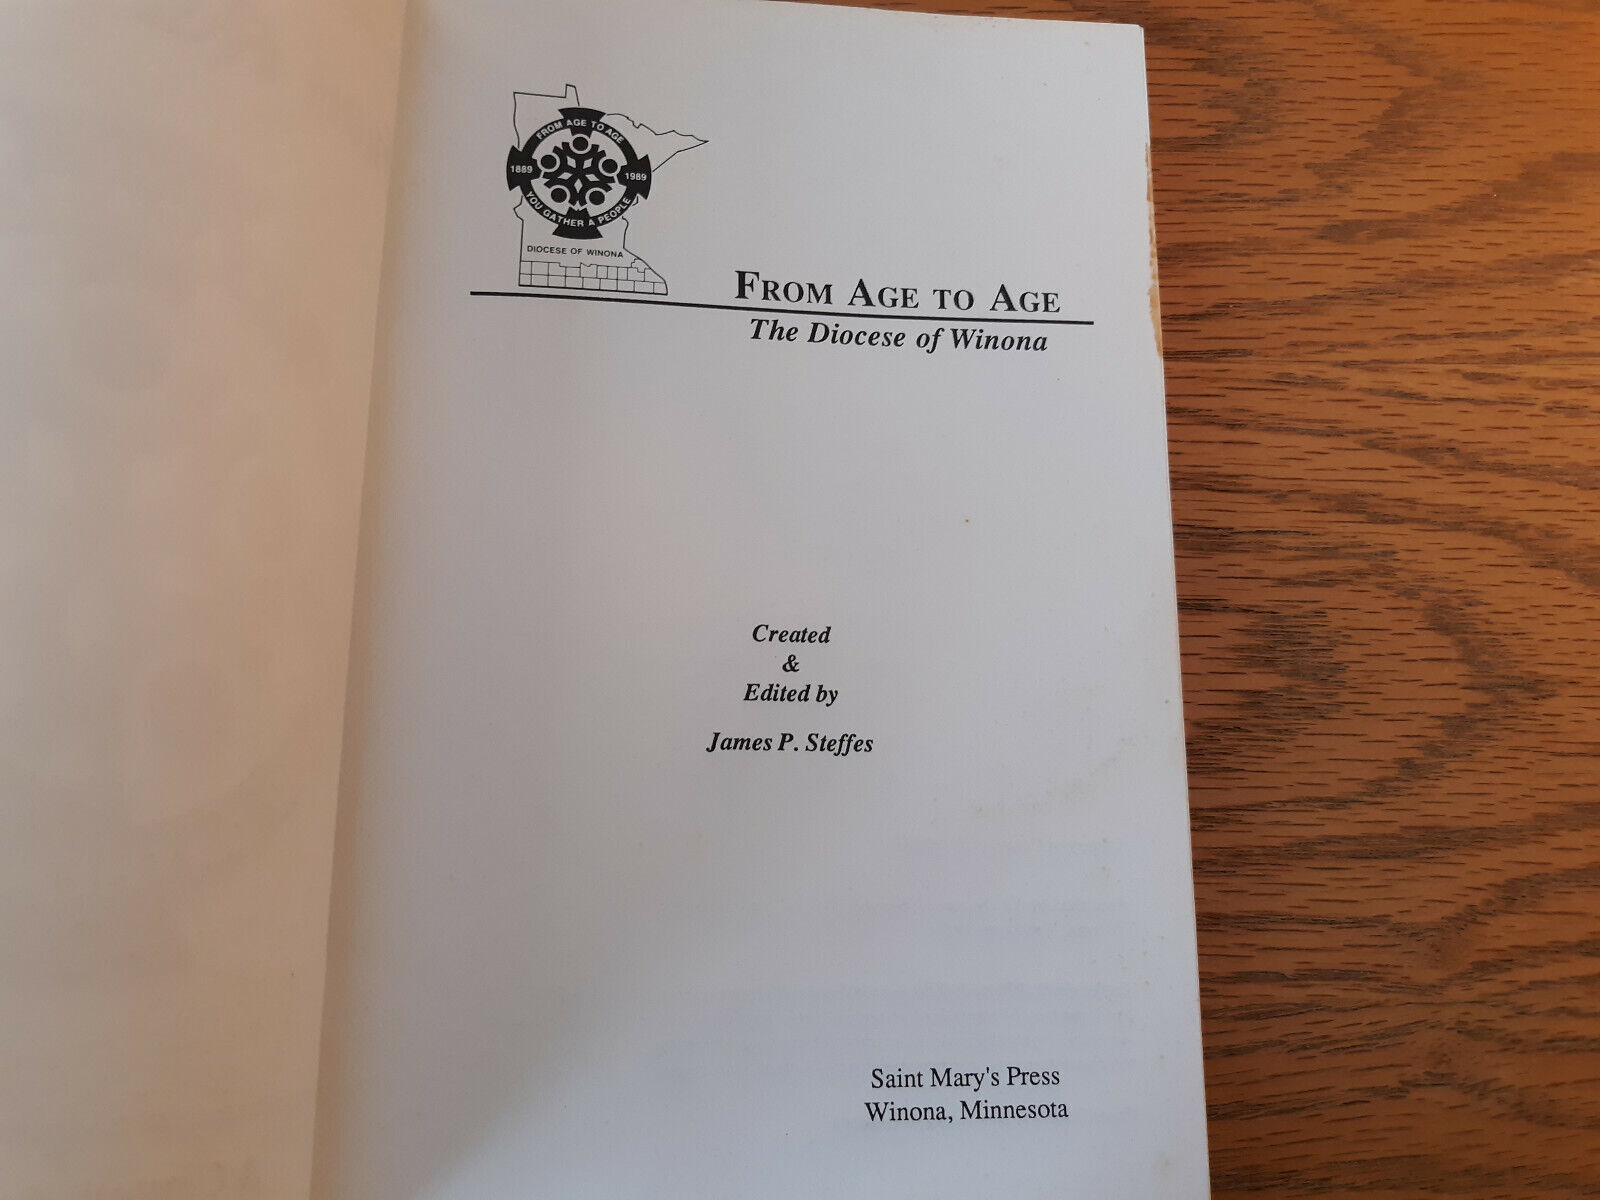 FROM AGE TO AGE
1889
1989
YOU GATHER A PEOPLE
DIOCESE OF WINONA
FROM AGE TO AGE
The Diocese of Winona
Created
&
Edited by
James P. Steffes
Saint Mary's Press
Winona, Minnesota